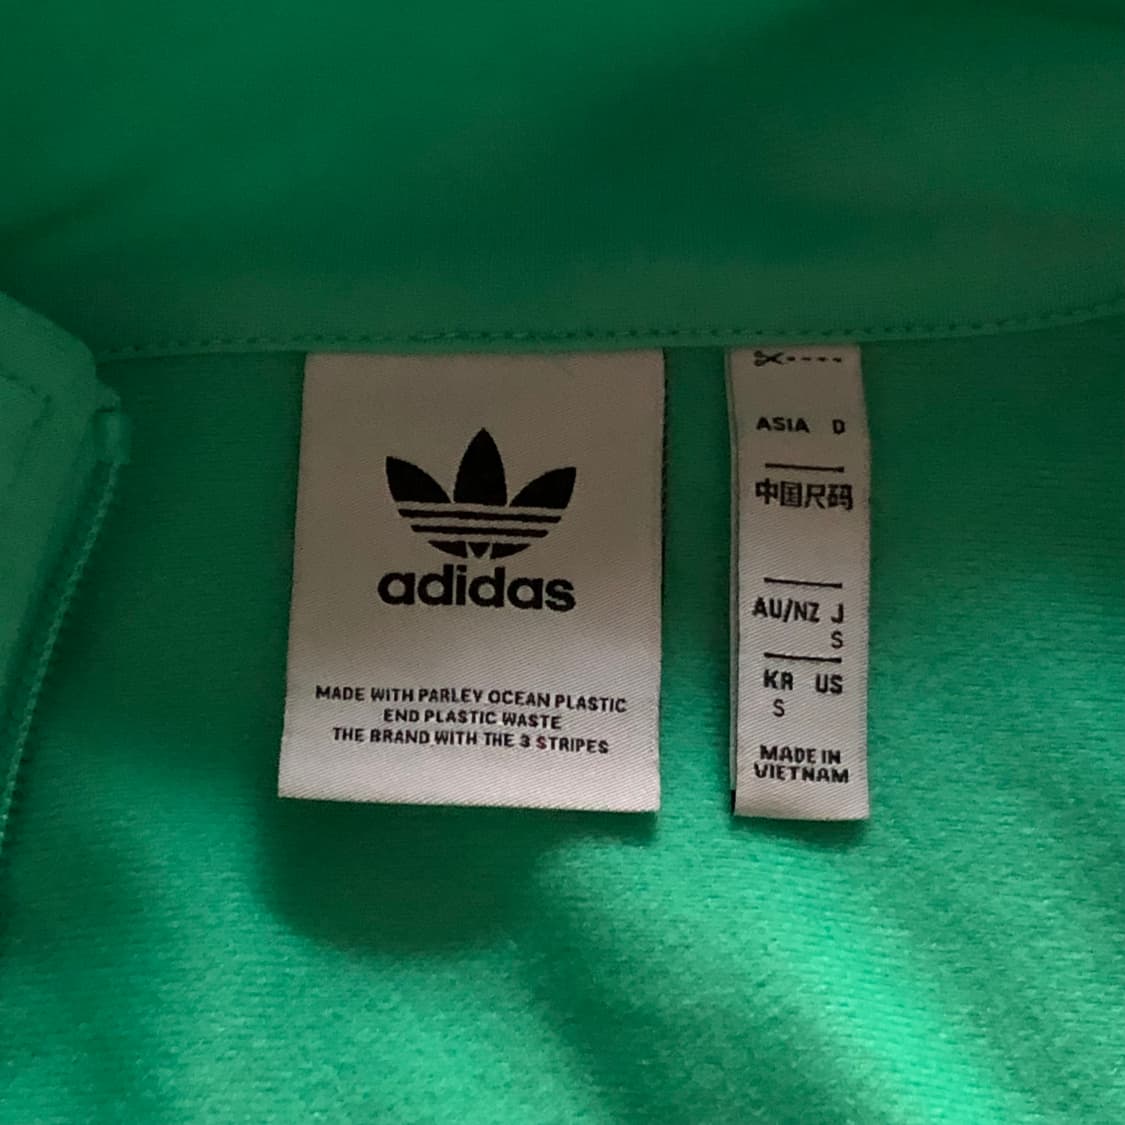 adidas
MADE WITH PARLEY OCEAN PLASTIC
END PLASTIC WASTE
THE BRAND WITH THE 3 STRIPES
ASIA D
中国尺码
AU/NZ J
S
KR US
S
MADE IN
VIETNAM